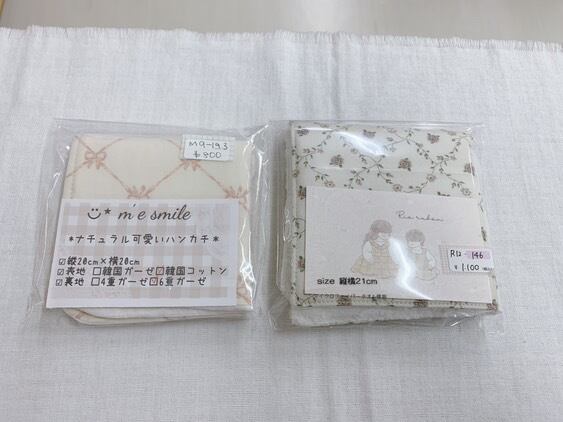 M9-193
¥800
m'e smile
*ナチュラル可愛いハンカチ*
☑縦20cm×横20cm
☑表地 □韓国ガーゼ☑韓国コットン
☑裏地 □4重ガーゼ☑6重ガーゼ
size 縦横21cm
R12-146
¥1,100